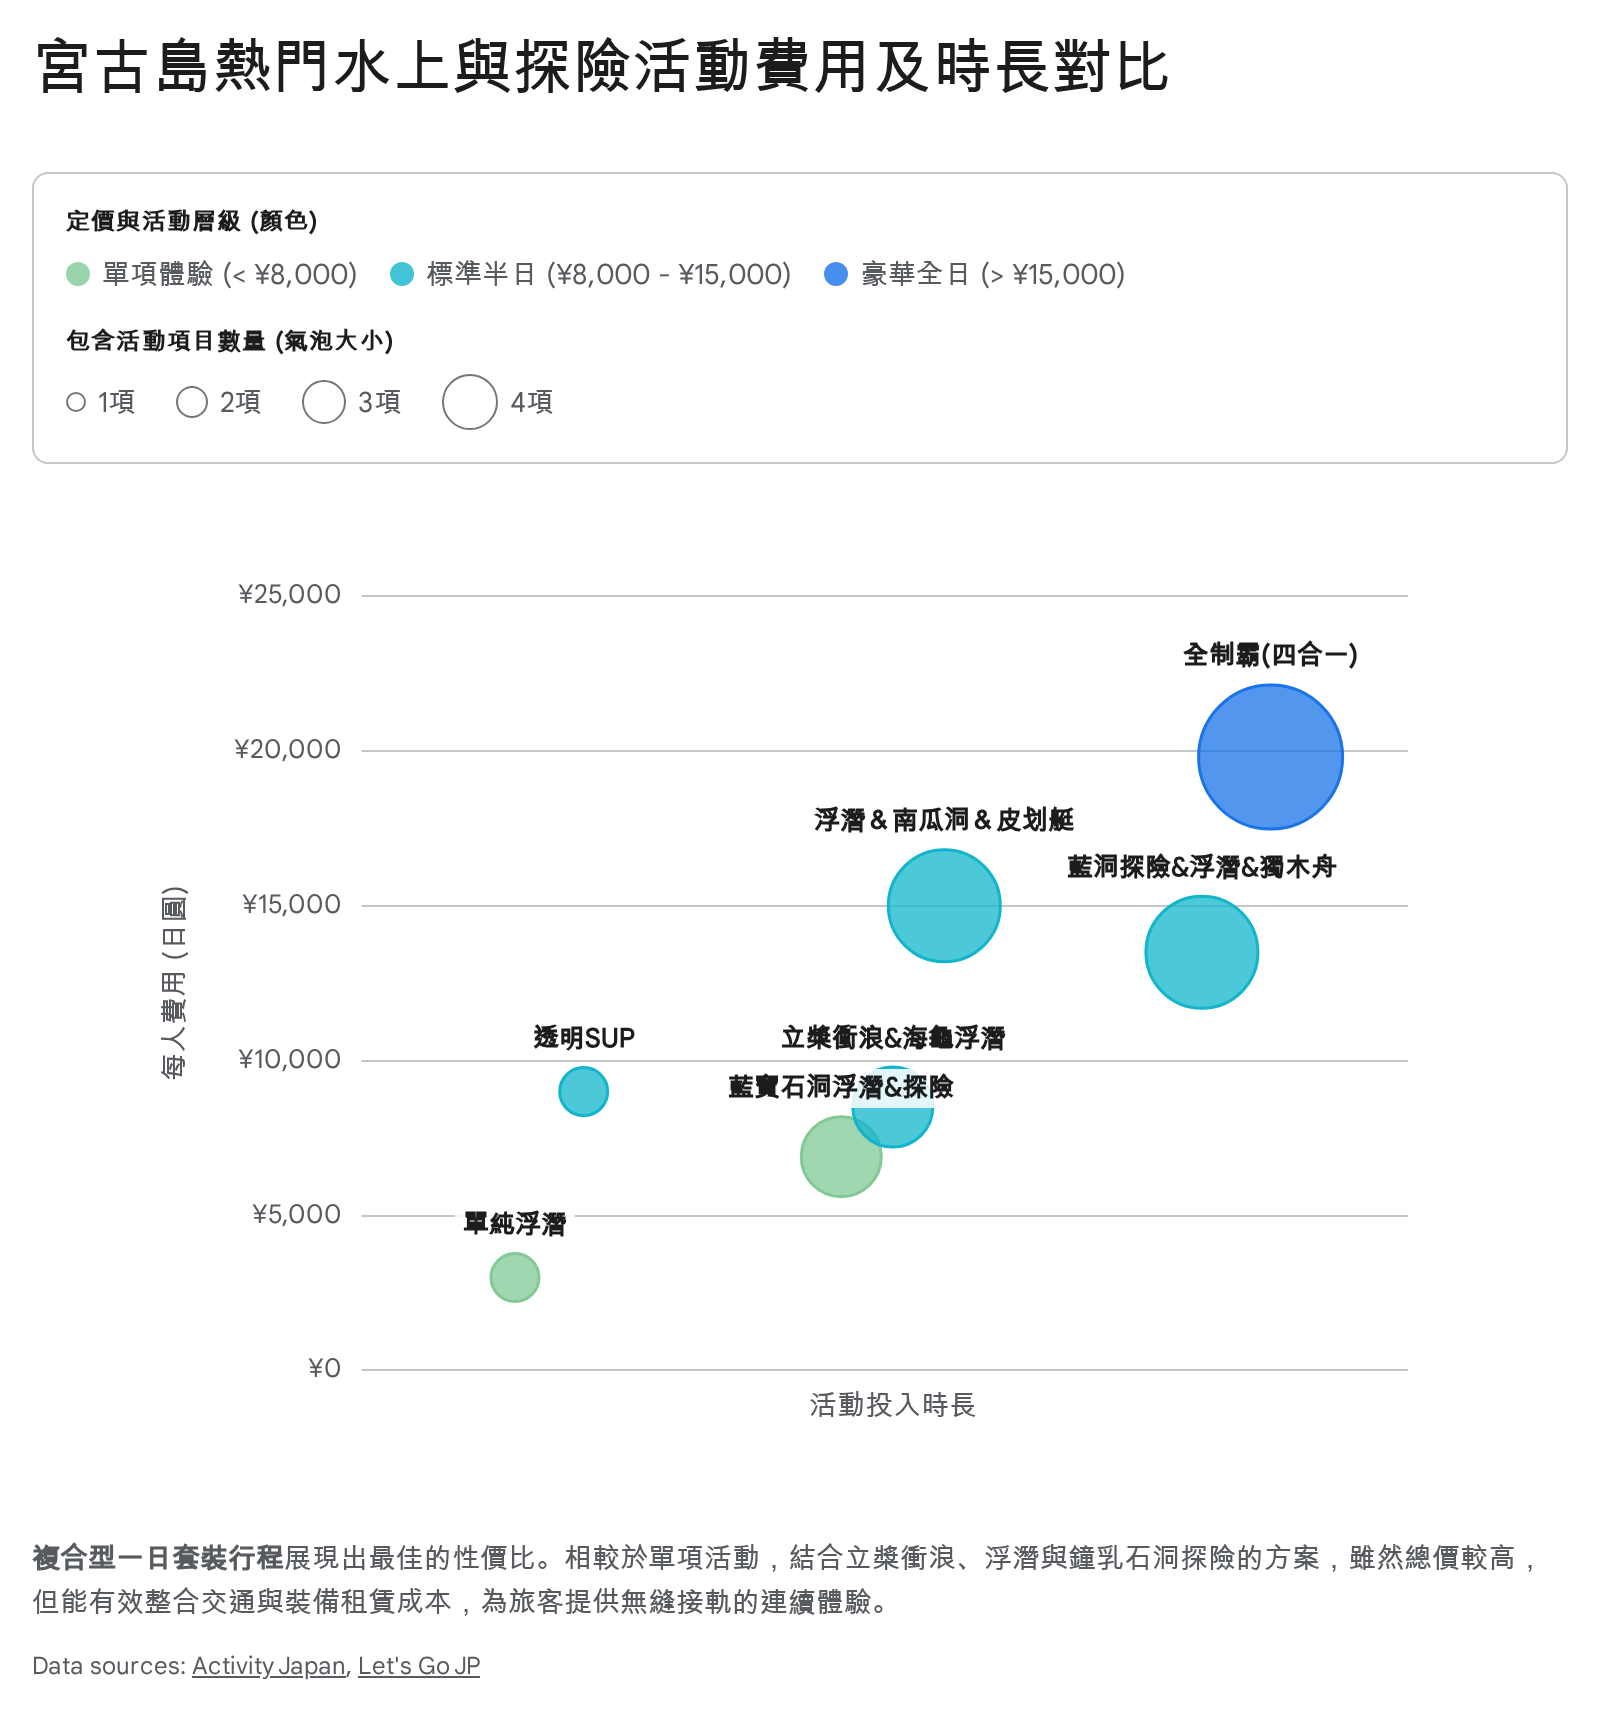 宮古島熱門水上與探險活動費用及時長對比
定價與活動層級 (顏色)
單項體驗 (< ¥8,000)
標準半日 (¥8,000 - ¥15,000)
豪華全日 (> ¥15,000)
包含活動項目數量 (氣泡大小)
1項
2項
3項
4項
¥25,000
全制霸(四合一)
¥20,000
浮潛＆南瓜洞＆皮划艇
藍洞探險&浮潛&獨木舟
¥15,000
每人費用 (日圓)
透明SUP
立槳衝浪&海龜浮潛
¥10,000
藍寶石洞浮潛&探險
¥5,000
單純浮潛
¥0
活動投入時長
複合型一日套裝行程展現出最佳的性價比。相較於單項活動，結合立槳衝浪、浮潛與鐘乳石洞探險的方案，雖然總價較高，
但能有效整合交通與裝備租賃成本，為旅客提供無縫接軌的連續體驗。
Data sources: Activity Japan, Let's Go JP